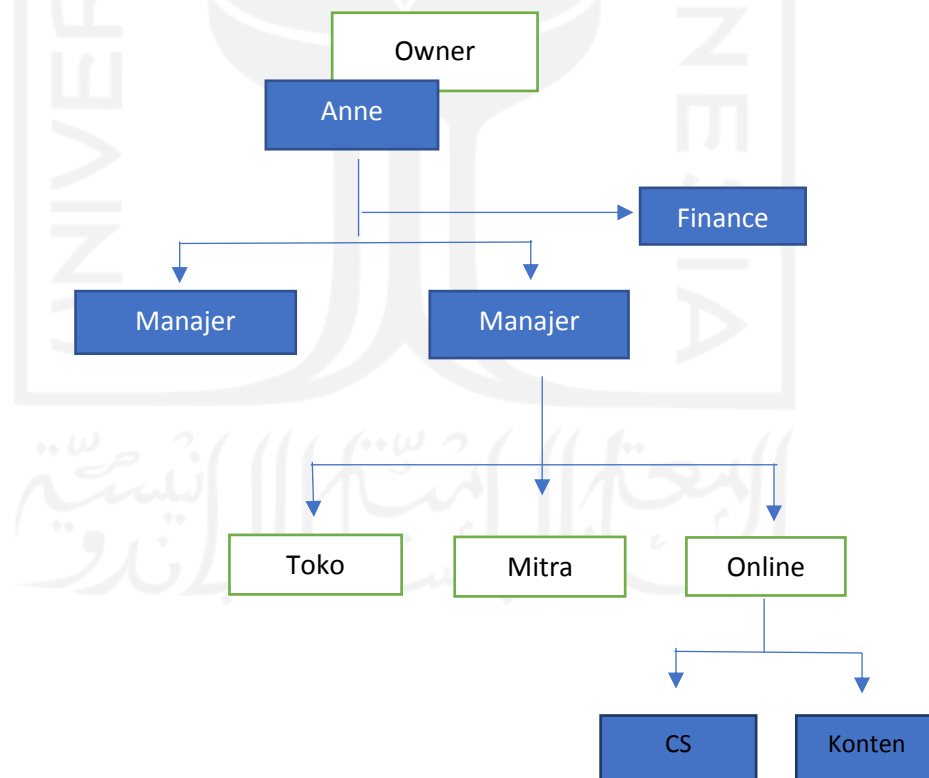 Owner
Anne
Finance
Manajer
Manajer
Toko
Mitra
Online
CS
Konten